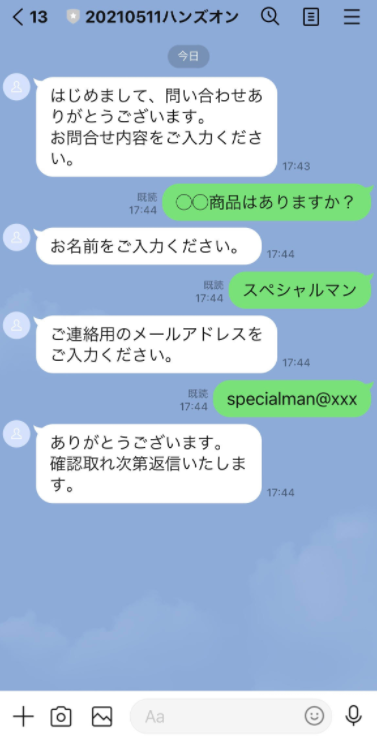 13 20210511ハンズオン
今日
はじめまして、問い合わせあ
りがとうございます。
お問合せ内容をご入力くださ
い。
17:43
既読
17:44
○○商品はありますか？
お名前をご入力ください。
17:44
既読
17:44
スペシャルマン
ご連絡用のメールアドレスを
ご入力ください。
17:44
既読
17:44
specialman@xxx
ありがとうございます。
確認取れ次第返信いたしま
す。
17:44
Aa